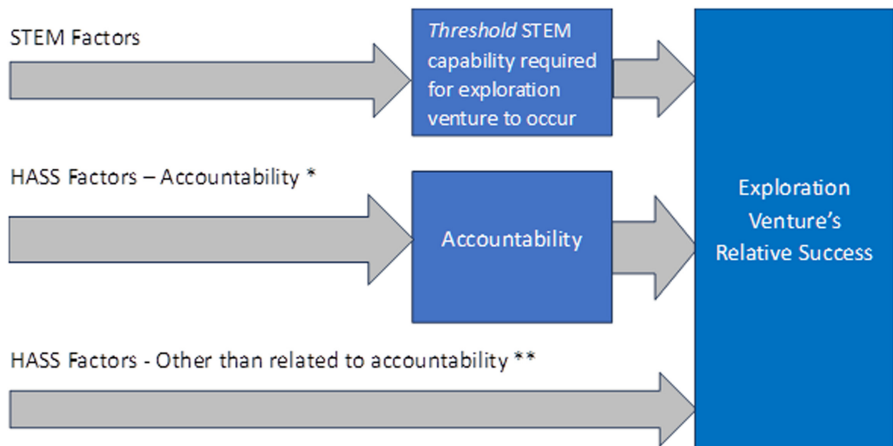 STEM Factors
Threshold STEM
capability required
for exploration
venture to occur
HASS Factors – Accountability *
Accountability
Exploration
Venture’s
Relative Success
HASS Factors - Other than related to accountability **